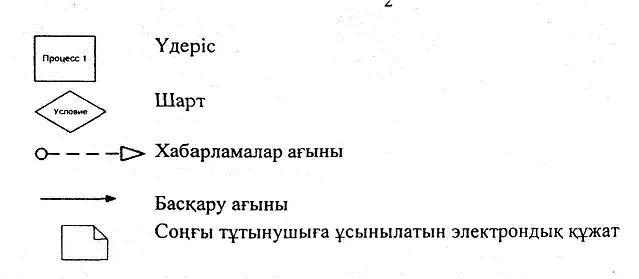 2
Процесс 1
Үдеріс
Условие
Шарт
Хабарламалар ағыны
Басқару ағыны
Соңғы тұтынушыға ұсынылатын электрондық құжат